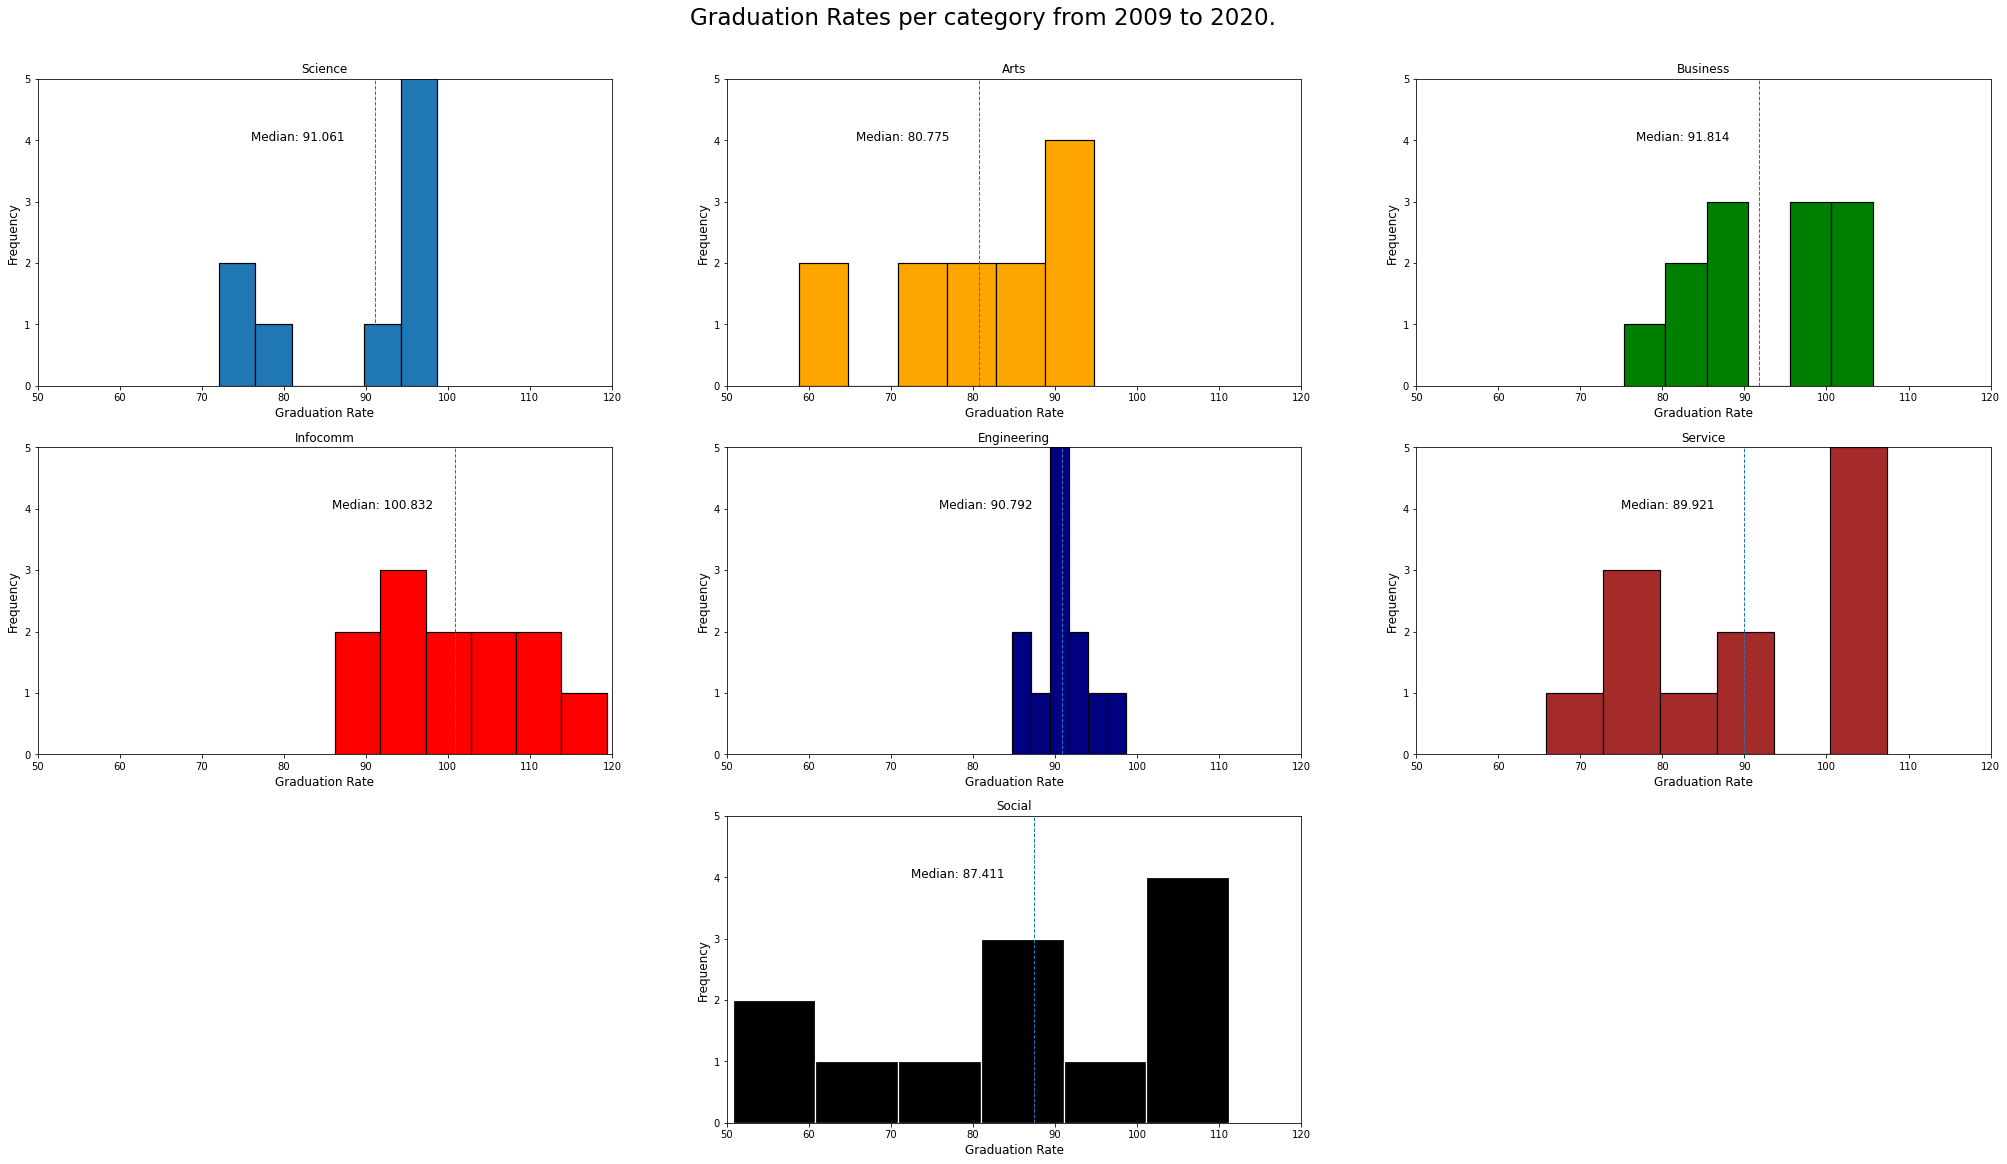 Graduation Rates per category from 2009 to 2020.
Science
5
4
3
2
1
0
Median: 91.061
Frequency
50 60 70 80 90 100 110 120
Graduation Rate
Arts
5
4
3
2
1
0
Median: 80.775
Frequency
50 60 70 80 90 100 110 120
Graduation Rate
Business
5
4
3
2
1
0
Median: 91.814
Frequency
50 60 70 80 90 100 110 120
Graduation Rate
Infocomm
5
4
3
2
1
0
Median: 100.832
Frequency
50 60 70 80 90 100 110 120
Graduation Rate
Engineering
5
4
3
2
1
0
Median: 90.792
Frequency
50 60 70 80 90 100 110 120
Graduation Rate
Service
5
4
3
2
1
0
Median: 89.921
Frequency
50 60 70 80 90 100 110 120
Graduation Rate
Social
5
4
3
2
1
0
Median: 87.411
Frequency
50 60 70 80 90 100 110 120
Graduation Rate